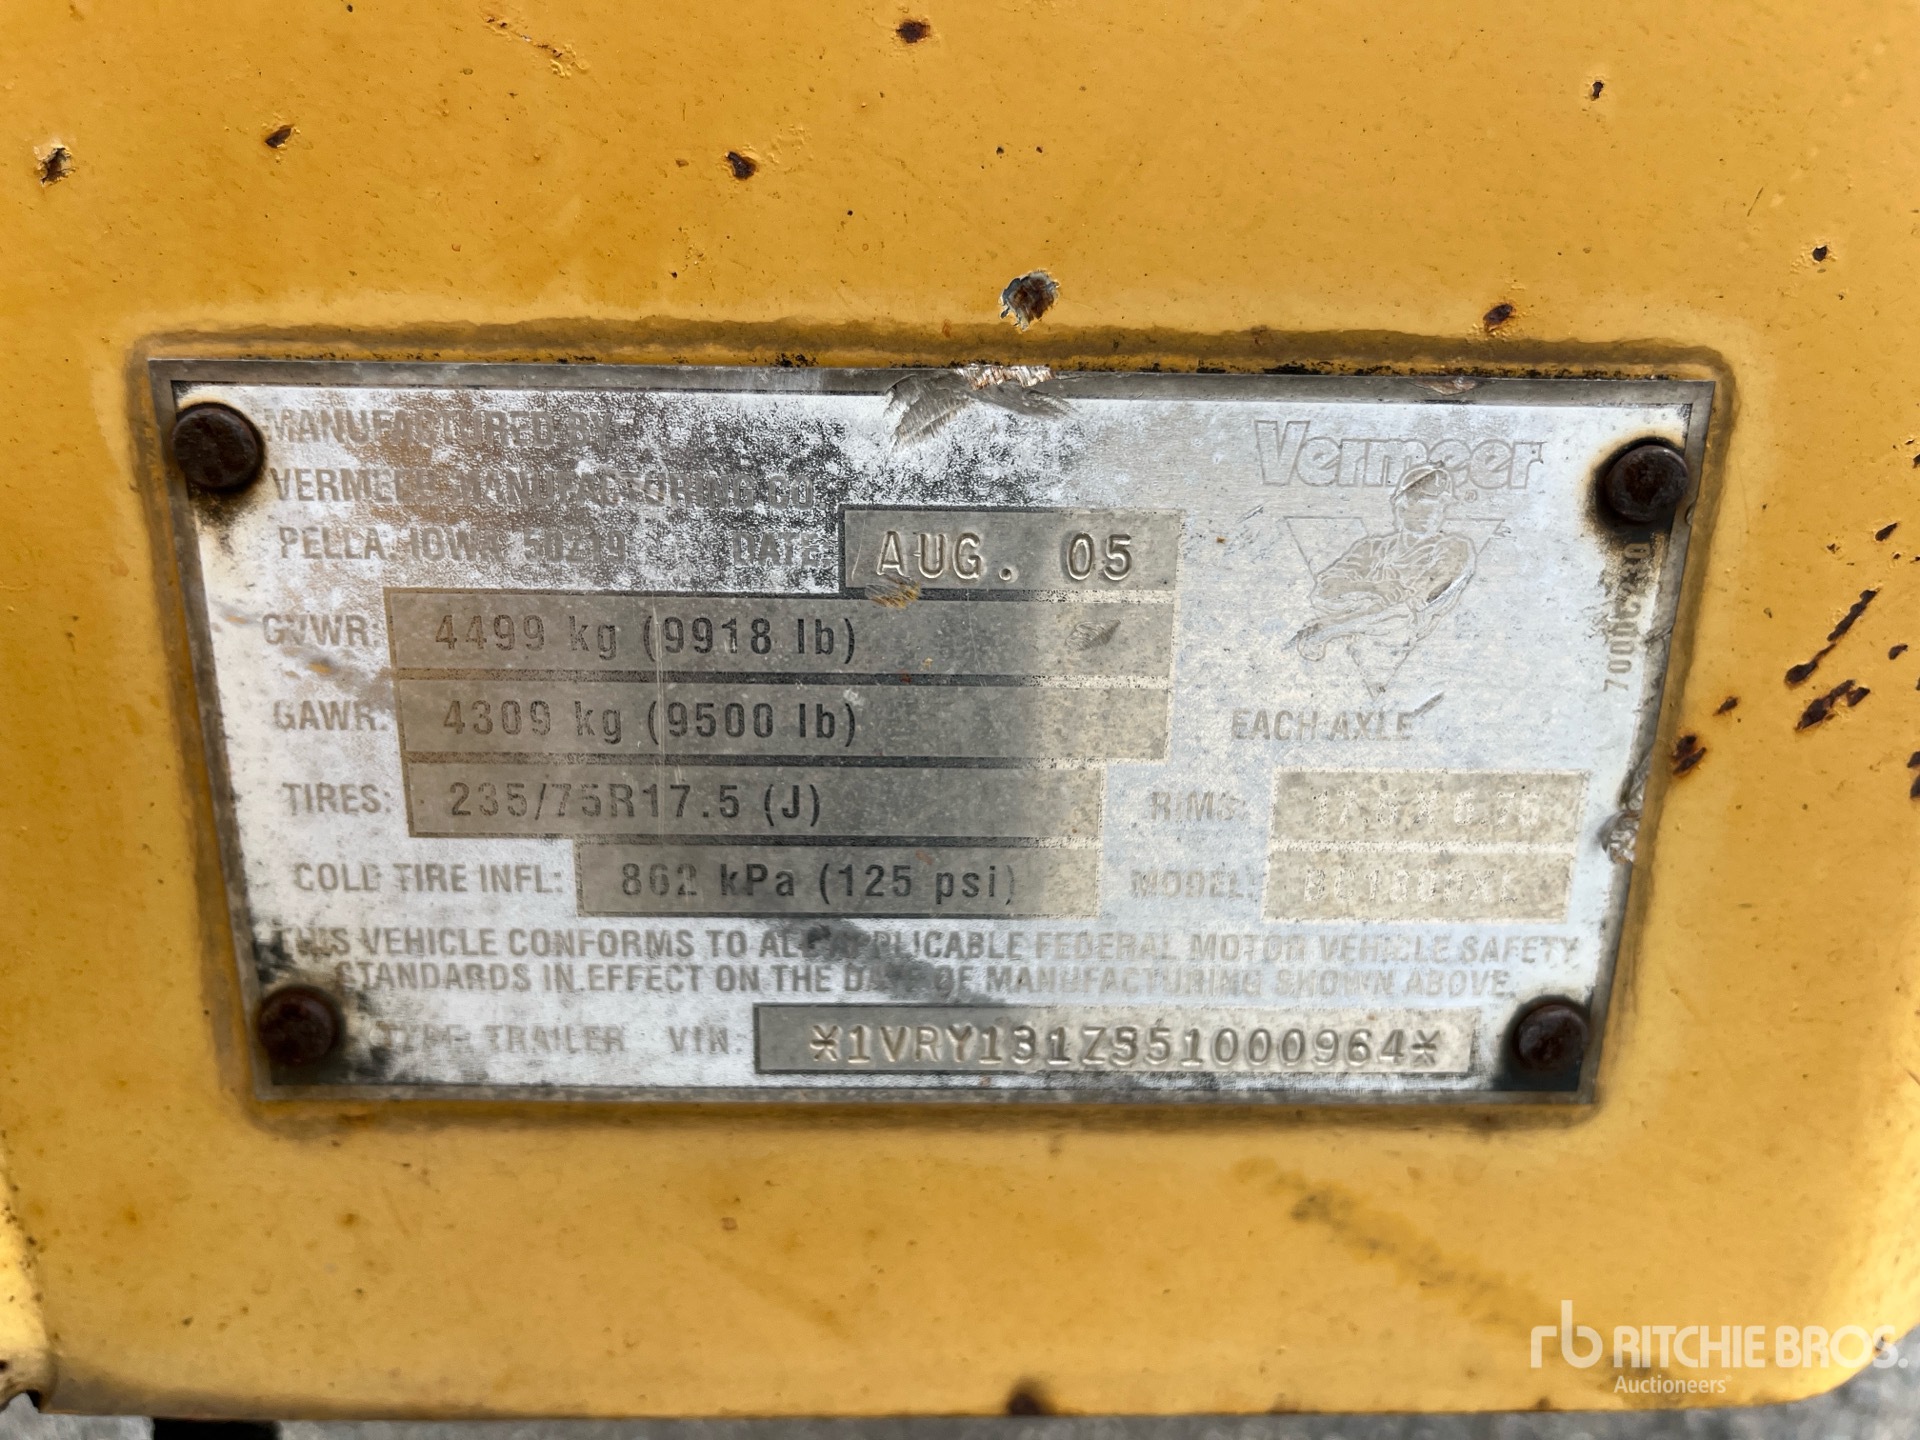 MANUFACTURED BY
VERMEER MANUFACTURING CO.
PELLA, IOWA 50219 DATE: AUG. 05
Vermeer
GVWR: 4499 kg (9918 lb)
GAWR: 4309 kg (9500 lb) EACH AXLE
TIRES: 235/75R17.5 (J) RIMS:
COLD TIRE INFL: 862 kPa (125 psi) MODEL:
THIS VEHICLE CONFORMS TO ALL APPLICABLE FEDERAL MOTOR VEHICLE SAFETY
STANDARDS IN EFFECT ON THE DATE OF MANUFACTURING SHOWN ABOVE.
TYPE: TRAILER VIN: *1VRY131Z551000964*
rb RITCHIE BROS.
Auctioneers